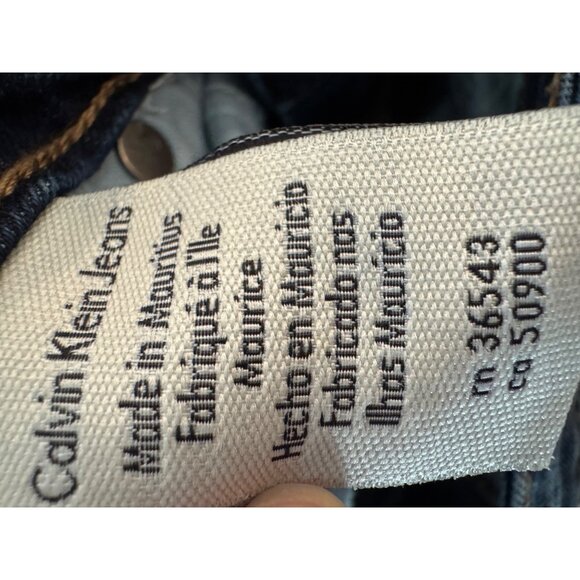 Calvin Klein Jeans
Made in Mauritius
Fabriqué à l'Ile
Maurice
Hecho en Mauricio
Fabricado nas
Ilhas Mauricio
rn 36543
ca 50900